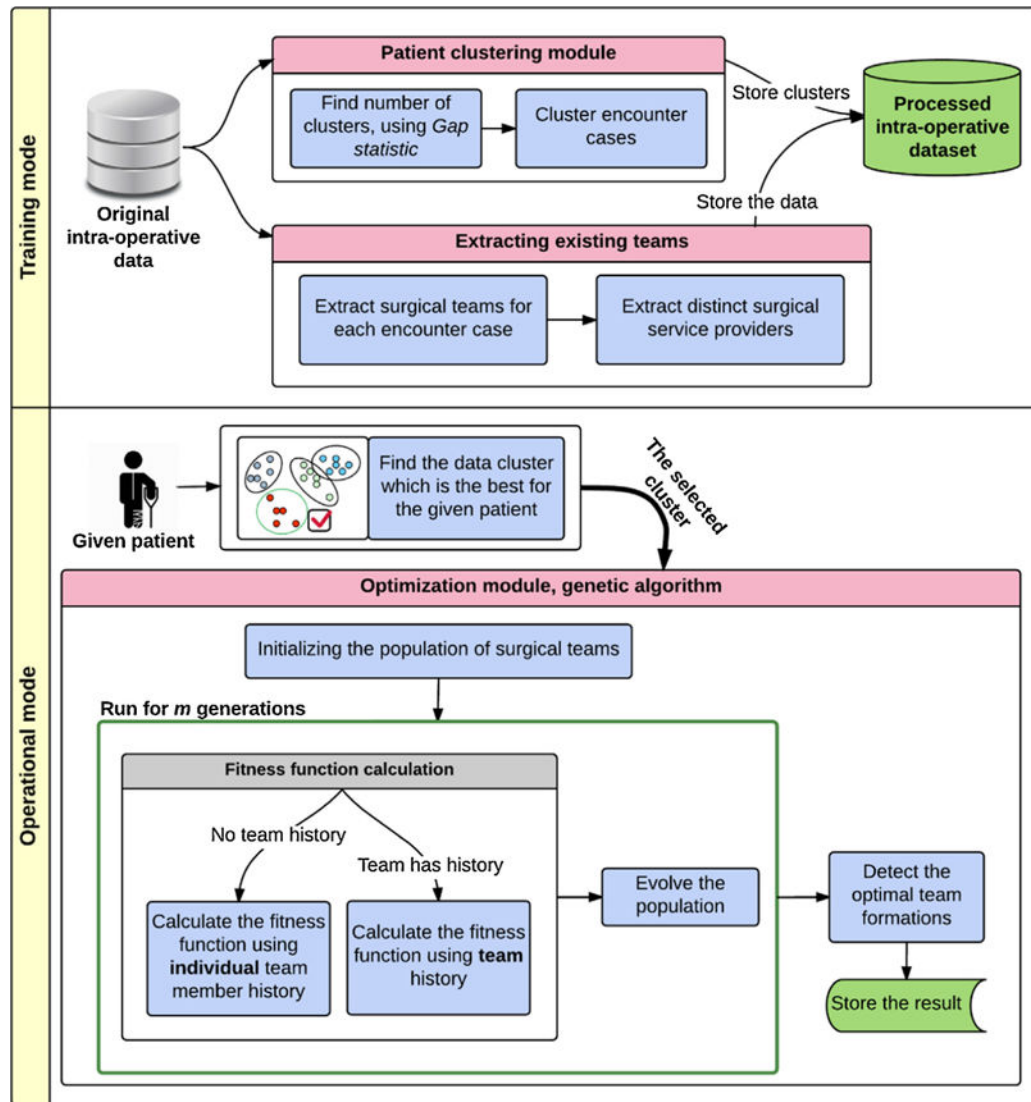 Training mode
Patient clustering module
Find number of
clusters, using Gap
statistic
Cluster encounter
cases
Store clusters
Processed
intra-operative
dataset
Original
intra-operative
data
Store the data
Extracting existing teams
Extract surgical teams for
each encounter case
Extract distinct surgical
service providers
Operational mode
Given patient
Find the data cluster
which is the best for
the given patient
The selected
cluster
Optimization module, genetic algorithm
Initializing the population of surgical teams
Run for m generations
Fitness function calculation
No team history
Team has history
Calculate the fitness
function using
individual team
member history
Calculate the fitness
function using team
history
Evolve the
population
Detect the
optimal team
formations
Store the result